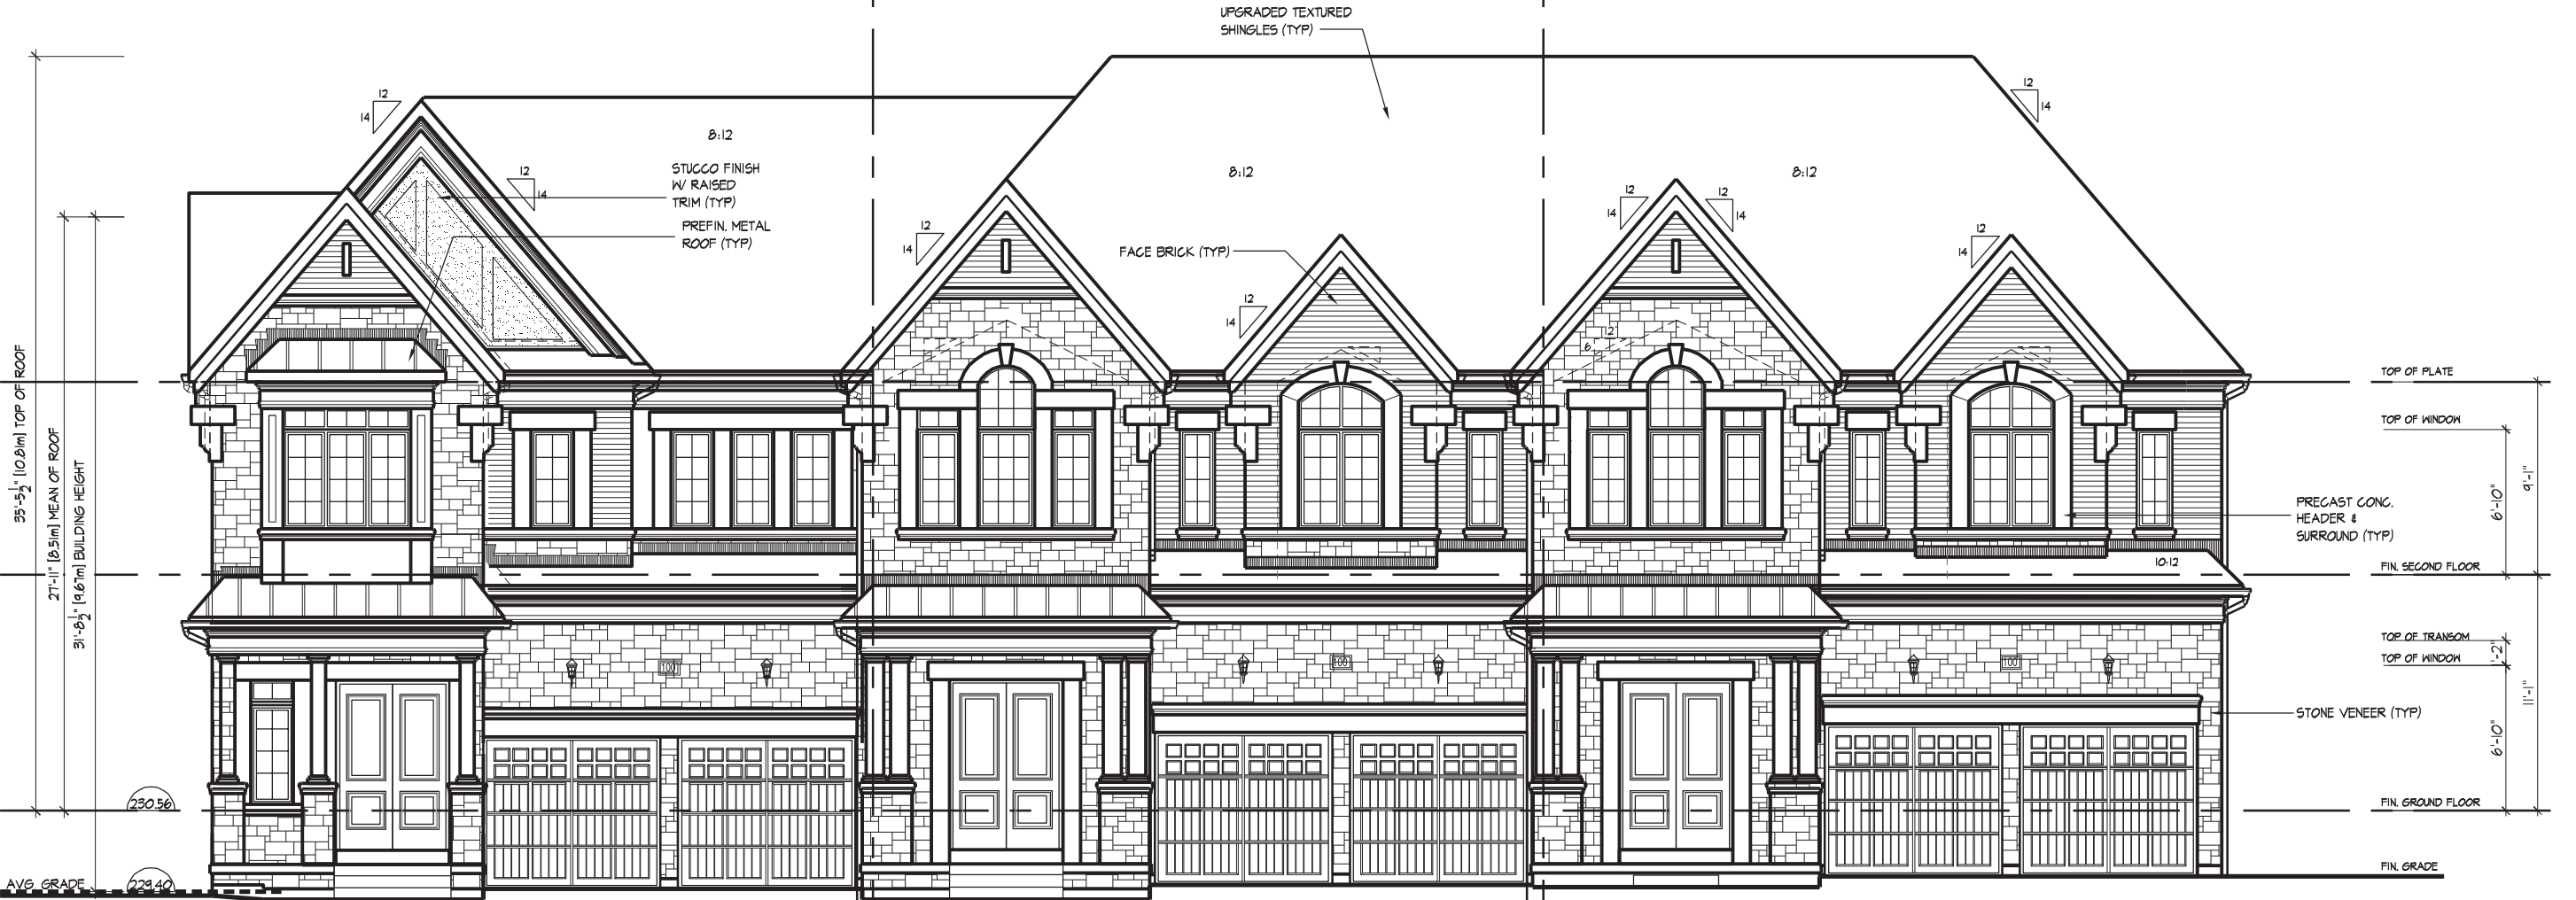 UPGRADED TEXTURED
SHINGLES (TYP)
12
14
12
14
8:12
STUCCO FINISH
W/ RAISED
TRIM (TYP)
12
14
PREFIN. METAL
ROOF (TYP)
8:12
8:12
12
14
12
14
12
14
12
14
FACE BRICK (TYP)
12
14
12
6
35'-5½" [10.81m] TOP OF ROOF
27'-11" [8.51m] MEAN OF ROOF
31'-8½" [9.67m] BUILDING HEIGHT
TOP OF PLATE
TOP OF WINDOW
6'-10"
9'-1"
PRECAST CONC.
HEADER &
SURROUND (TYP)
10:12
FIN. SECOND FLOOR
TOP OF TRANSOM
1'-2"
TOP OF WINDOW
100
100
100
11'-1"
STONE VENEER (TYP)
6'-10"
230.56
FIN. GROUND FLOOR
FIN. GRADE
AVG GRADE
229.40